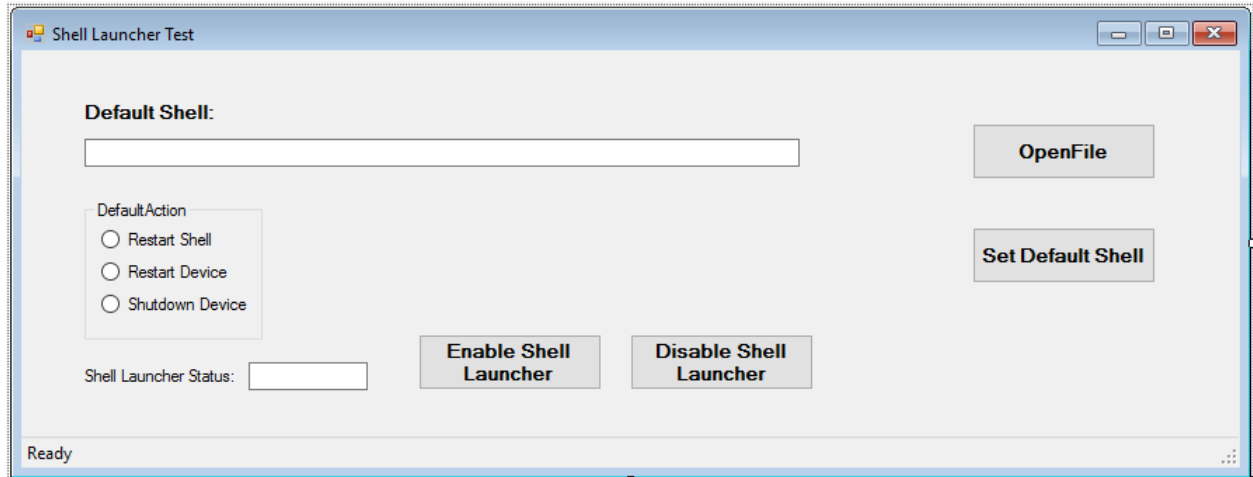 Shell Launcher Test
Default Shell:
OpenFile
DefaultAction
Restart Shell
Restart Device
Shutdown Device
Set Default Shell
Shell Launcher Status:
Enable Shell
Launcher
Disable Shell
Launcher
Ready